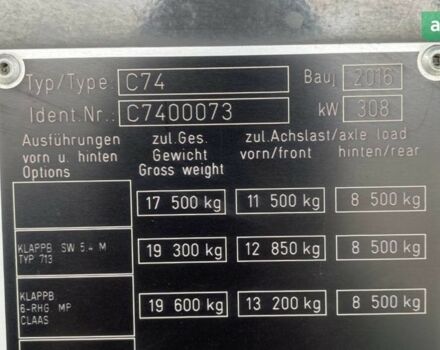 a
Typ/Type C74 Bauj 2016
Ident.Nr.: C7400073 kW 308
Ausführungen zul.Ges. zul.Achslast/axle load
vorn u. hinten Gewicht vorn/front hinten/rear
Options Gross weight
17 500 kg 11 500 kg 8 500 kg
KLAPPB. SW 5.4 M 19 300 kg 12 850 kg 8 500 kg
TYP 713
KLAPPB 19 600 kg 13 200 kg 8 500 kg
6-RHG MP
CLAAS